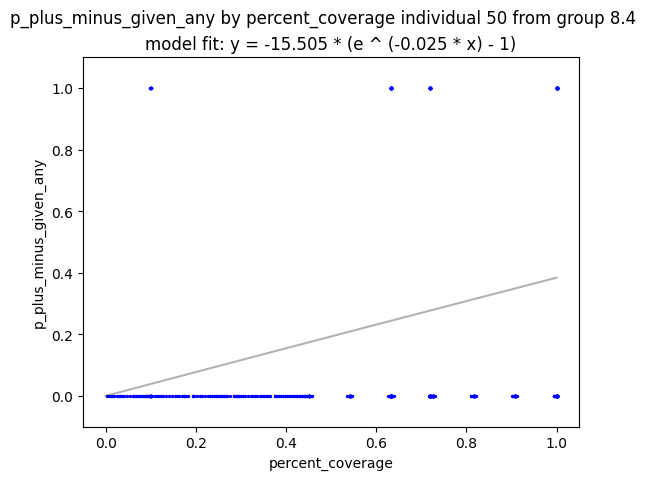 p_plus_minus_given_any by percent_coverage individual 50 from group 8.4
model fit: y = -15.505 * (e ^ (-0.025 * x) - 1)
1.0
0.8
0.6
0.4
0.2
0.0
p_plus_minus_given_any
0.0 0.2 0.4 0.6 0.8 1.0
percent_coverage